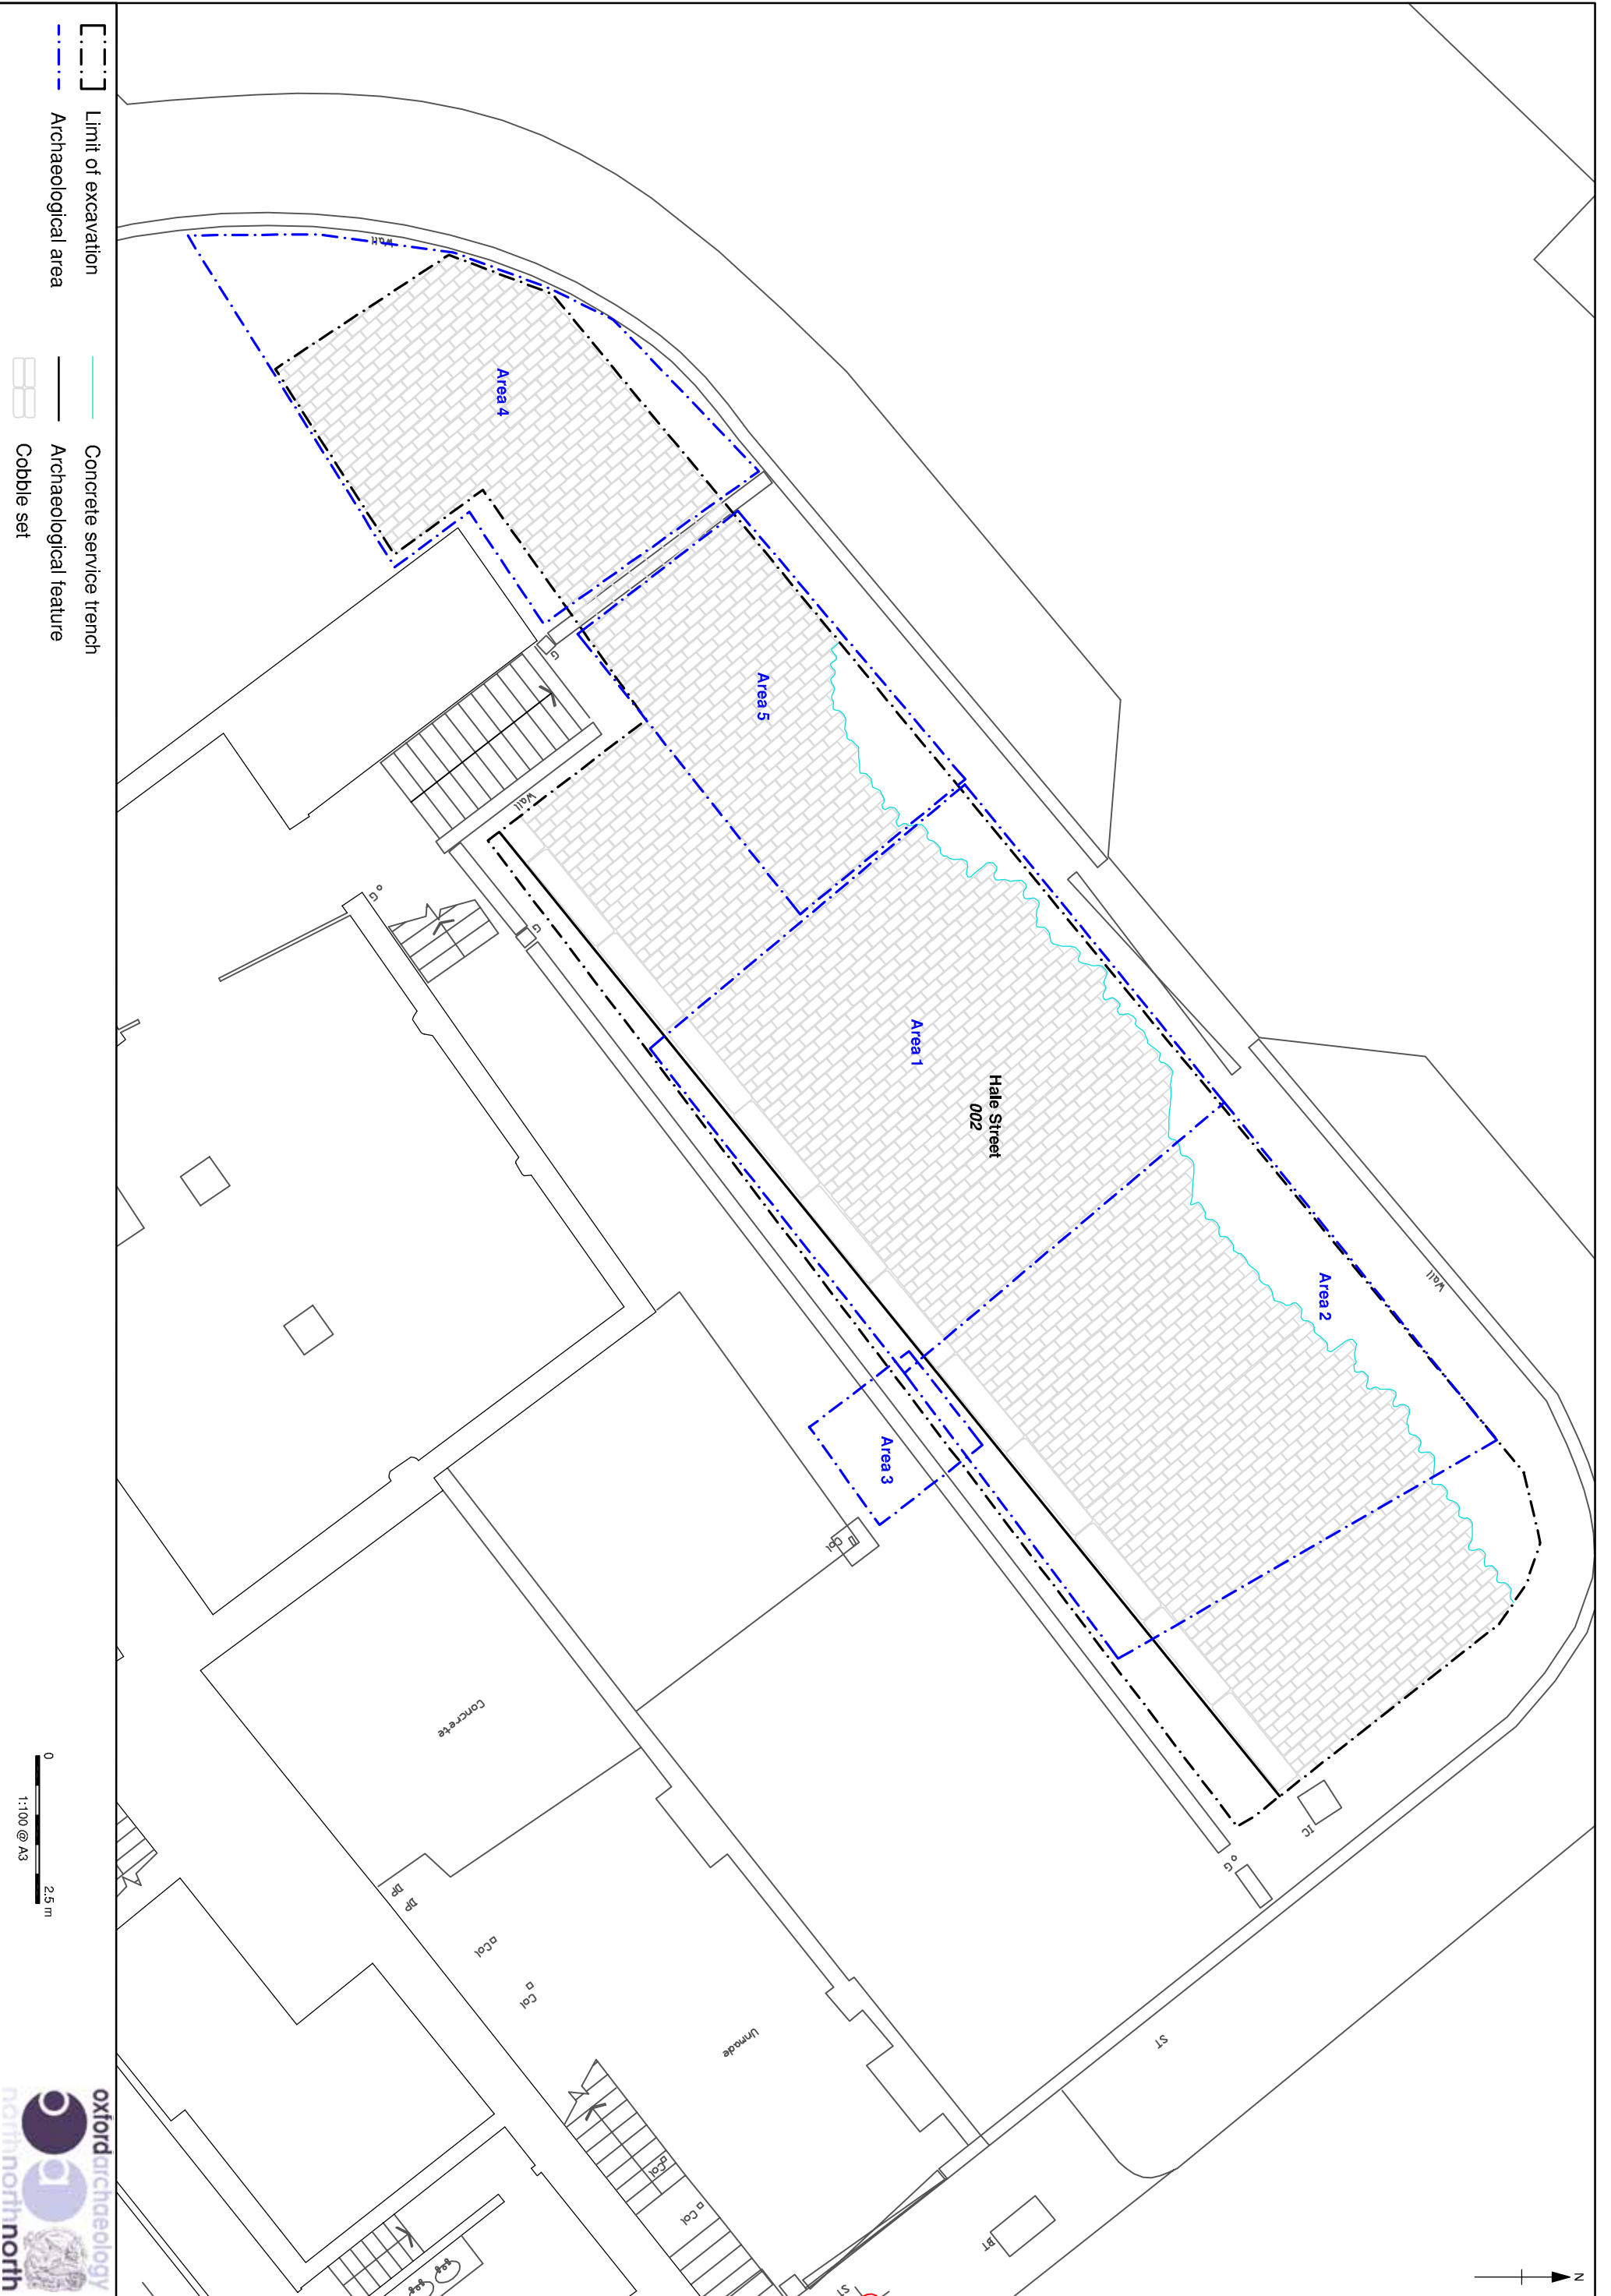 Wall
Area 4
Area 5
G
Wall
G
G
Area 1
Hale Street
002
Area 2
Wall
Area 3
Col
IC
G
Concrete
DP
DP
Col
Col
Unmade
Col
Col
ST
BT
ST
N
Limit of excavation
Archaeological area
Concrete service trench
Archaeological feature
Cobble set
0
2.5 m
1:100 @ A3
oxfordarchaeology
northnorthnorth